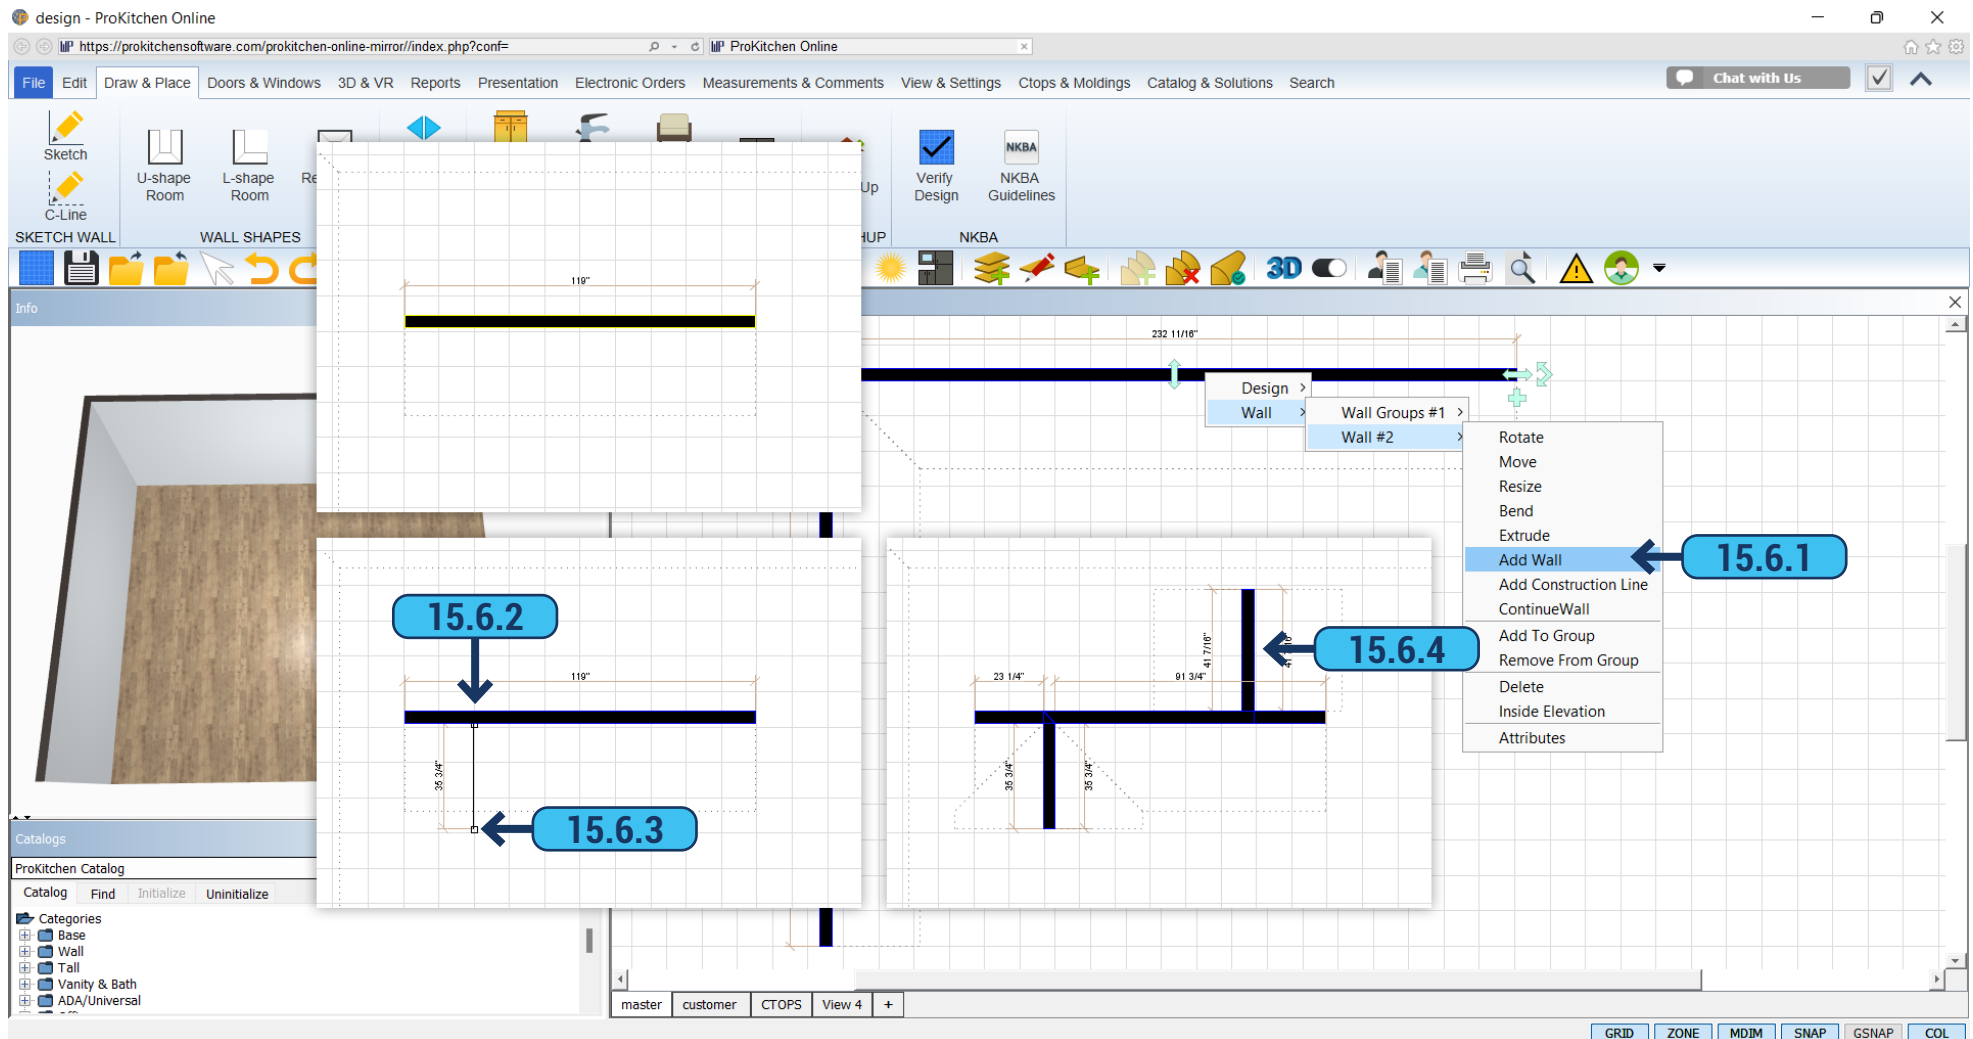 design - ProKitchen Online
https://prokitchensoftware.com/prokitchen-online-mirror//index.php?conf=
ProKitchen Online
File Edit Draw & Place Doors & Windows 3D & VR Reports Presentation Electronic Orders Measurements & Comments View & Settings Ctops & Moldings Catalog & Solutions Search
Chat with Us
Sketch
C-Line
SKETCH WALL
U-shape Room
L-shape Room
Re
WALL SHAPES
Up
HUP
Verify Design
NKBA
NKBA Guidelines
NKBA
3D
Info
119"
232 11/16"
Design
Wall
Wall Groups #1
Wall #2
Rotate
Move
Resize
Bend
Extrude
Add Wall
Add Construction Line
ContinueWall
Add To Group
Remove From Group
Delete
Inside Elevation
Attributes
15.6.1
15.6.2
119"
35 3/4"
15.6.3
15.6.4
41 7/16"
23 1/4"
91 3/4"
35 3/4"
35 3/4"
Catalogs
ProKitchen Catalog
Catalog Find Initialize Uninitialize
Categories
Base
Wall
Tall
Vanity & Bath
ADA/Universal
master customer CTOPS View 4 +
GRID ZONE MDIM SNAP GSNAP COL